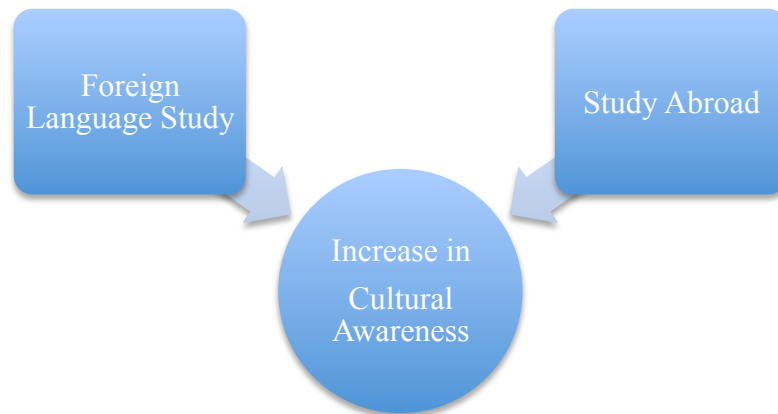 Foreign
Language Study
Study Abroad
Increase in
Cultural
Awareness